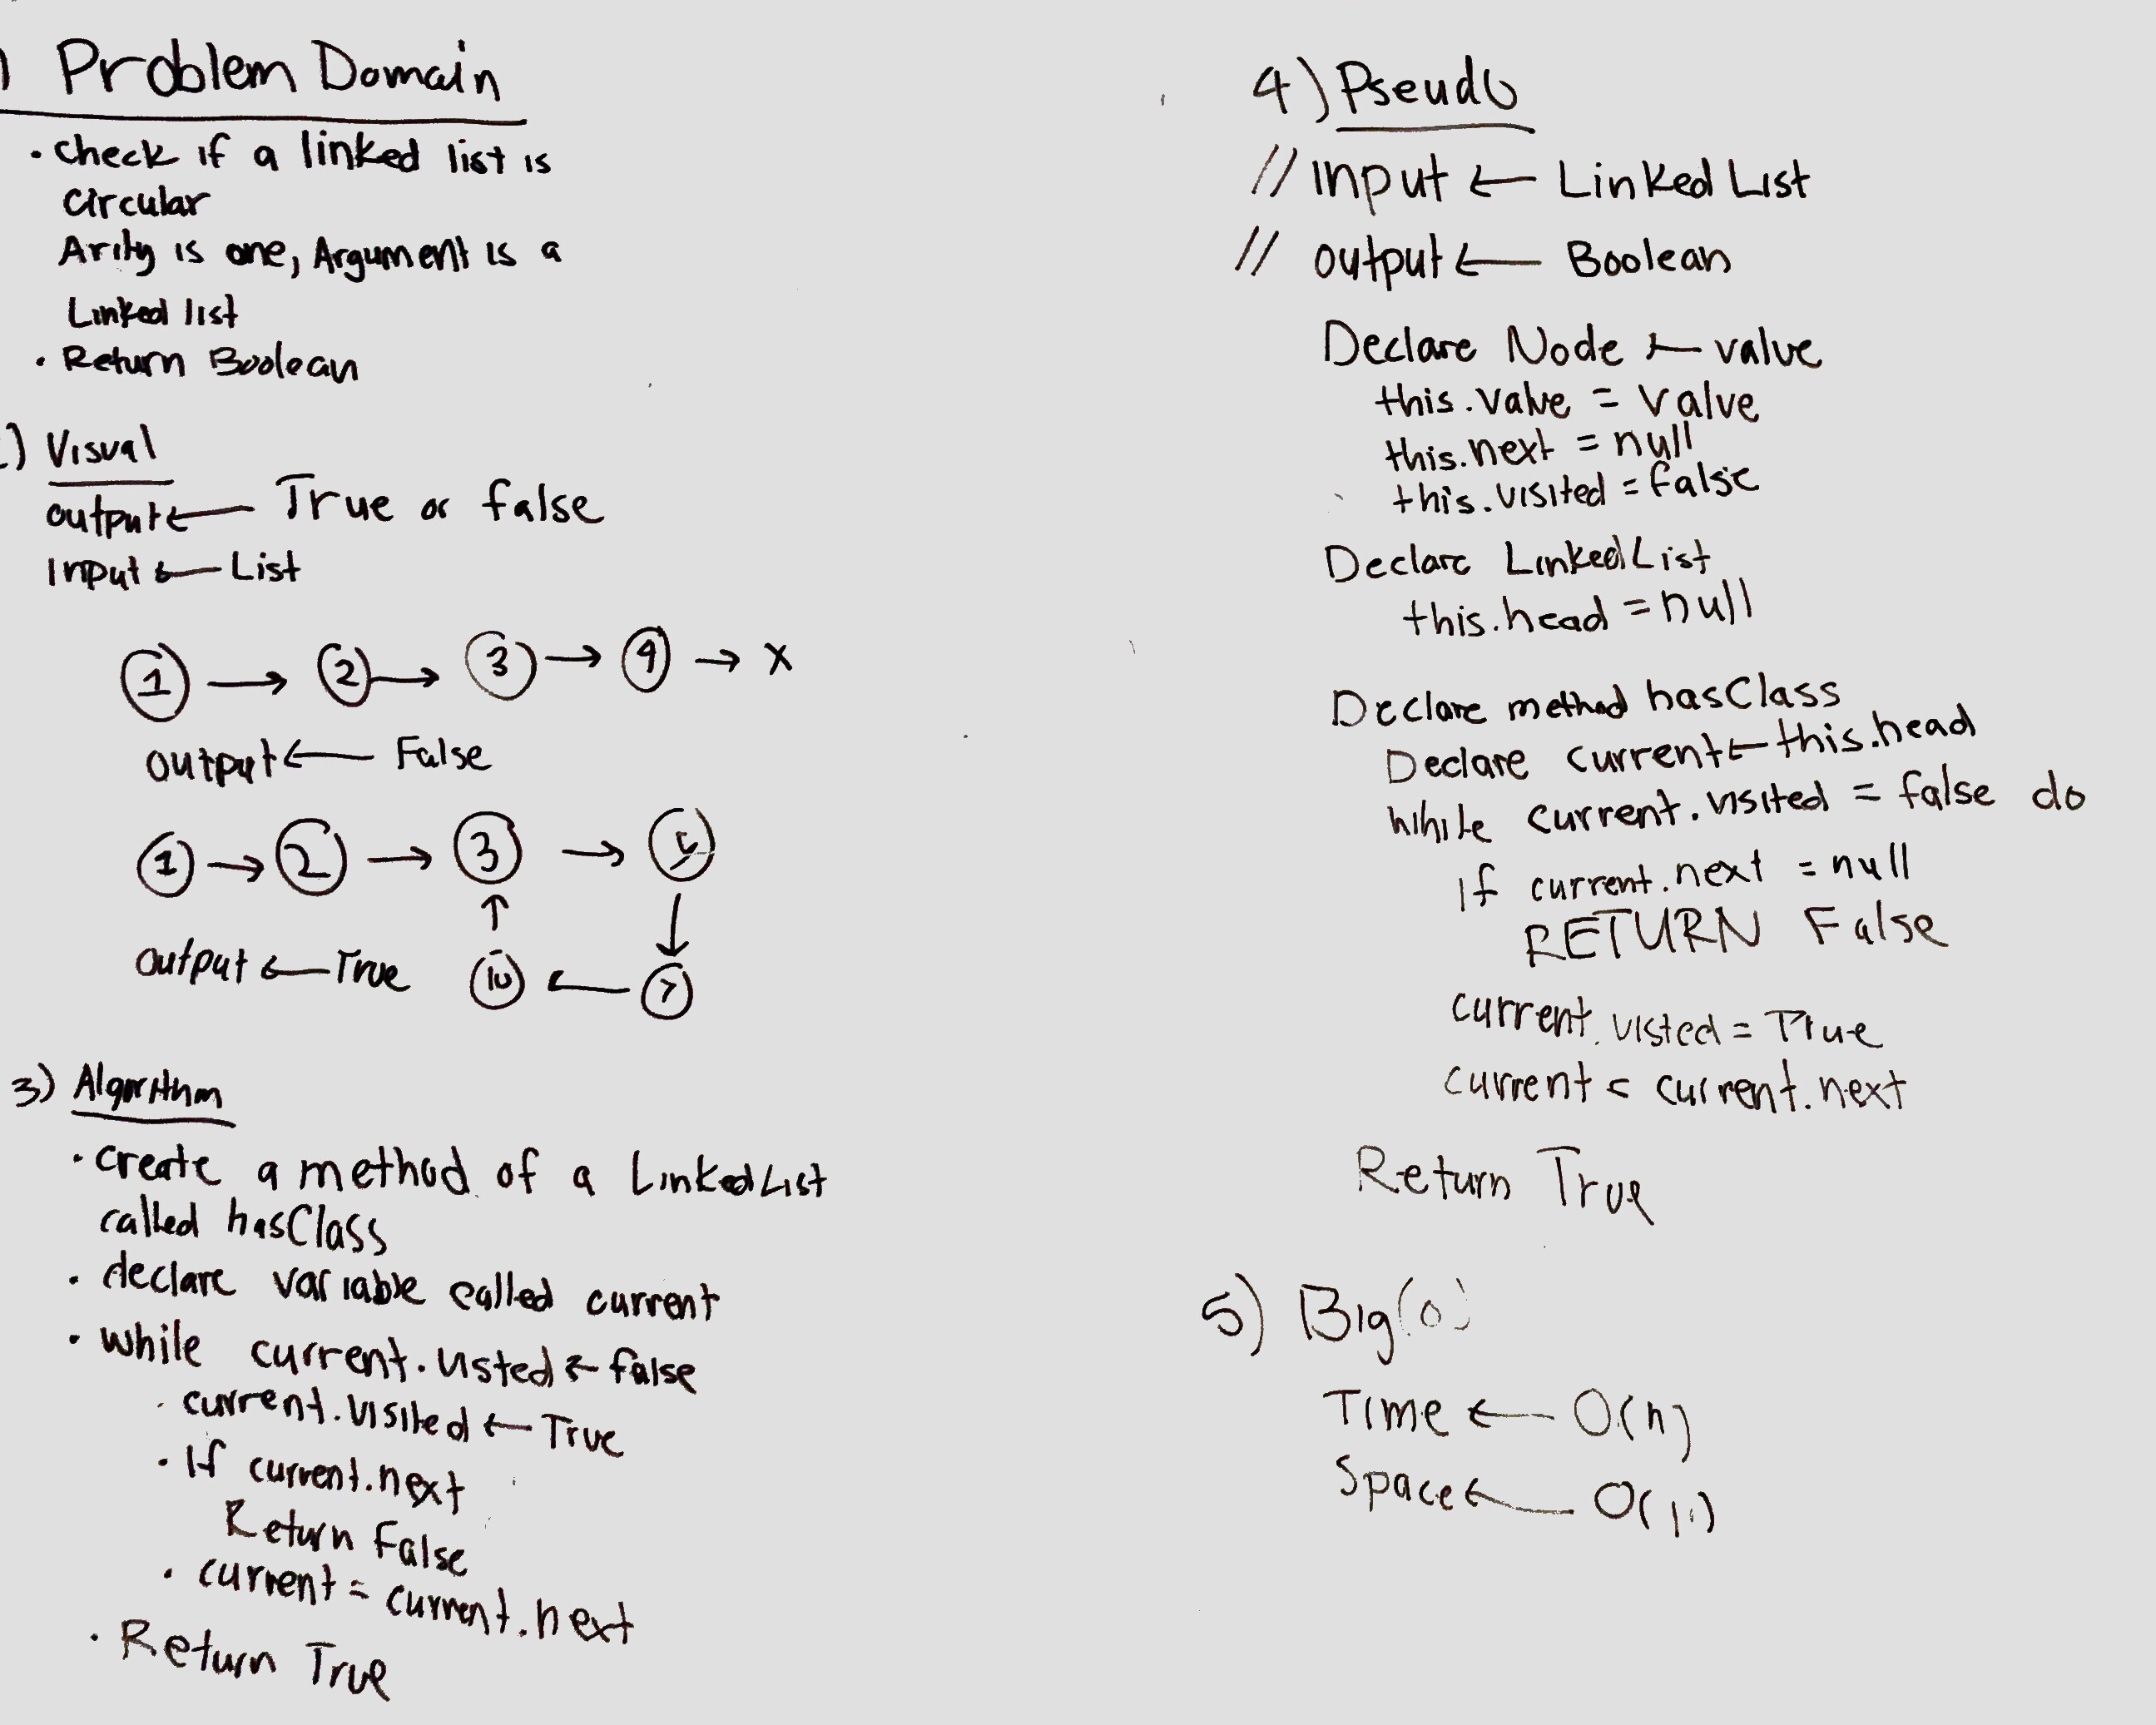 ) Problem Domain
· Check if a linked list is
Circular
Arity is one, Argument is a
Linked list
· Return Boolean
) Visual
output ← True or false
Input ← List
1 → 2 → 3 → 4 → x
output ← False
1 → 2 → 3 →
↑ ↓
output ← True 10 ← 7
3) Algorithm
· create a method of a LinkedList
called hasClass
· declare variable called current
· while current.visted ← false
· current.visited ← True
· If current.next
Return False
· current = current.next
· Return True
4) Pseudo
// Input ← Linked List
// output ← Boolean
Declare Node ← value
this.value = value
this.next = null
this.visited = false
Declare LinkedList
this.head = null
Declare method hasClass
Declare current ← this.head
While current.visited = false do
If current.next = null
RETURN False
current.visted = True
current = current.next
Return True
5) Big(o)
Time ← O(n)
Space ←